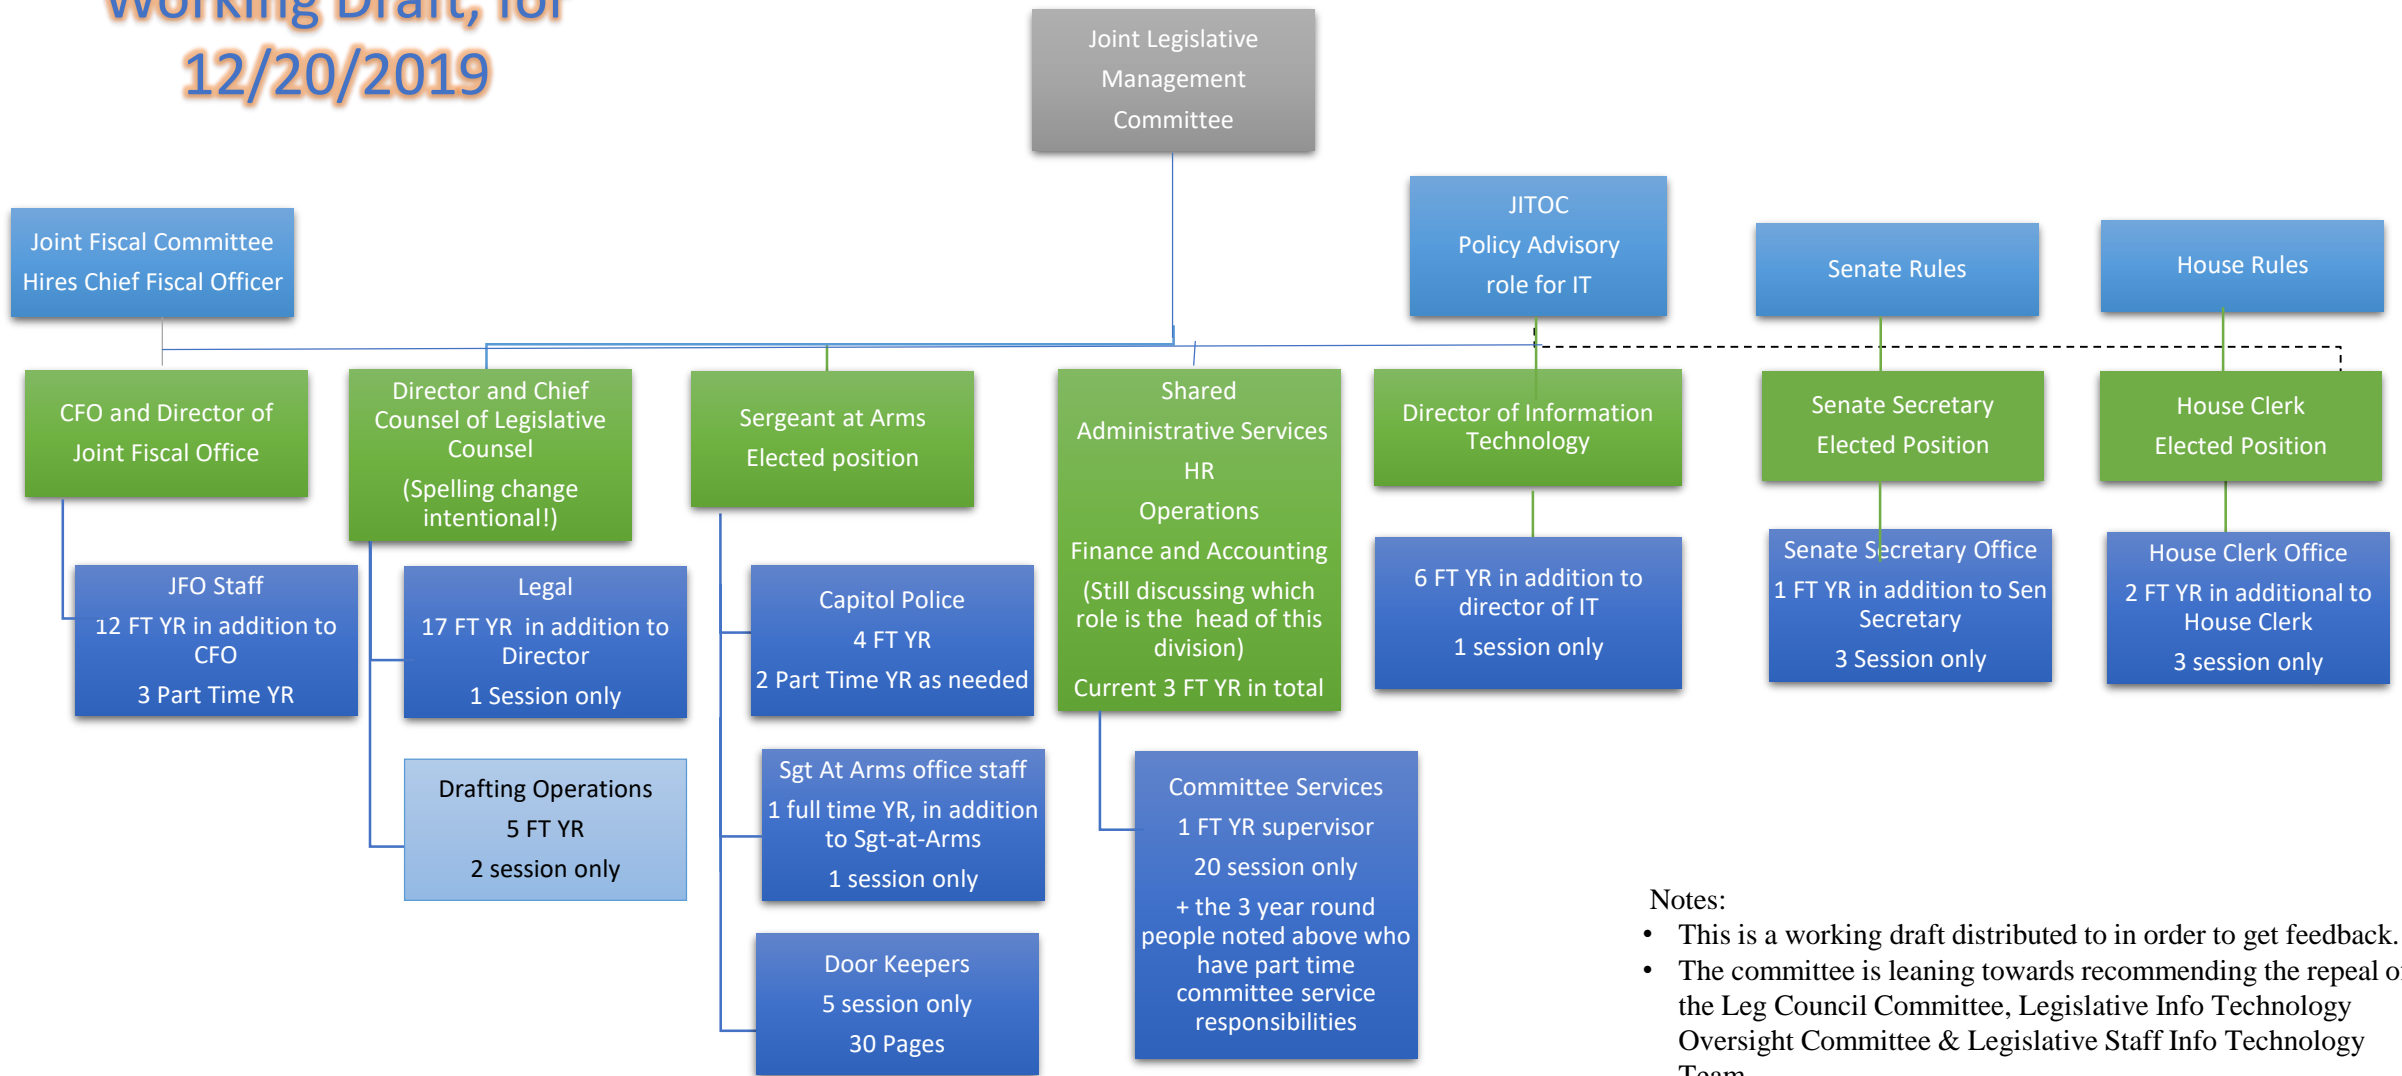 Working Draft, for
12/20/2019
Joint Legislative
Management
Committee
Joint Fiscal Committee
Hires Chief Fiscal Officer
JITOC
Policy Advisory
role for IT
Senate Rules
House Rules
CFO and Director of
Joint Fiscal Office
Director and Chief
Counsel of Legislative
Counsel
(Spelling change
intentional!)
Sergeant at Arms
Elected position
Shared
Administrative Services
HR
Operations
Finance and Accounting
(Still discussing which
role is the head of this
division)
Current 3 FT YR in total
Director of Information
Technology
Senate Secretary
Elected Position
House Clerk
Elected Position
JFO Staff
12 FT YR in addition to
CFO
3 Part Time YR
Legal
17 FT YR in addition to
Director
1 Session only
Capitol Police
4 FT YR
2 Part Time YR as needed
6 FT YR in addition to
director of IT
1 session only
Senate Secretary Office
1 FT YR in addition to Sen
Secretary
3 Session only
House Clerk Office
2 FT YR in additional to
House Clerk
3 session only
Drafting Operations
5 FT YR
2 session only
Sgt At Arms office staff
1 full time YR, in addition
to Sgt-at-Arms
1 session only
Committee Services
1 FT YR supervisor
20 session only
+ the 3 year round
people noted above who
have part time
committee service
responsibilities
Door Keepers
5 session only
30 Pages
Notes:
• This is a working draft distributed to in order to get feedback.
• The committee is leaning towards recommending the repeal of
the Leg Council Committee, Legislative Info Technology
Oversight Committee & Legislative Staff Info Technology
Team